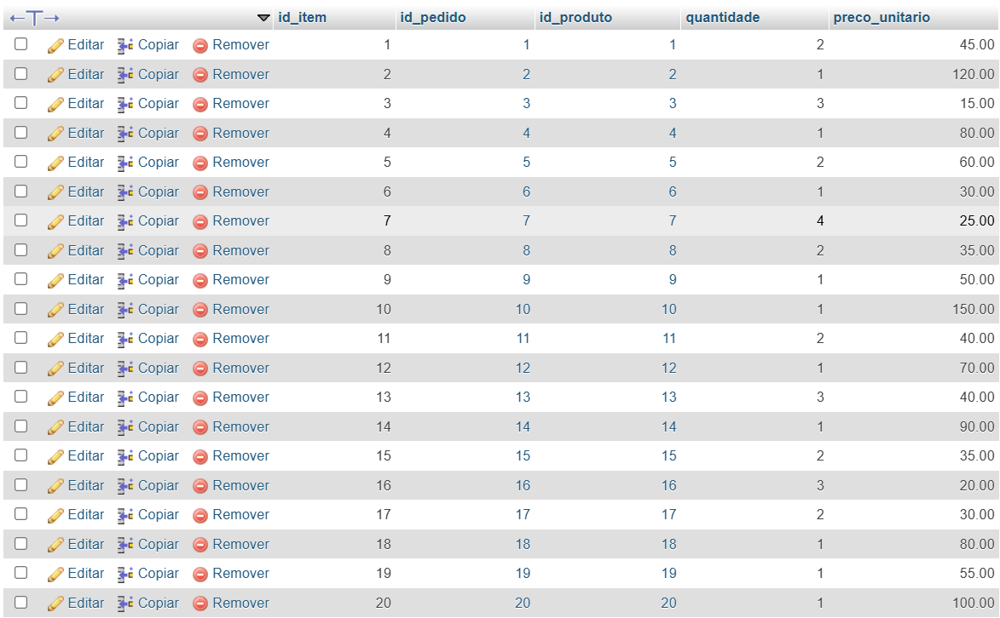 id_item id_pedido id_produto quantidade preco_unitario
Editar Copiar Remover 1 1 1 2 45.00
Editar Copiar Remover 2 2 2 1 120.00
Editar Copiar Remover 3 3 3 3 15.00
Editar Copiar Remover 4 4 4 1 80.00
Editar Copiar Remover 5 5 5 2 60.00
Editar Copiar Remover 6 6 6 1 30.00
Editar Copiar Remover 7 7 7 4 25.00
Editar Copiar Remover 8 8 8 2 35.00
Editar Copiar Remover 9 9 9 1 50.00
Editar Copiar Remover 10 10 10 1 150.00
Editar Copiar Remover 11 11 11 2 40.00
Editar Copiar Remover 12 12 12 1 70.00
Editar Copiar Remover 13 13 13 3 40.00
Editar Copiar Remover 14 14 14 1 90.00
Editar Copiar Remover 15 15 15 2 35.00
Editar Copiar Remover 16 16 16 3 20.00
Editar Copiar Remover 17 17 17 2 30.00
Editar Copiar Remover 18 18 18 1 80.00
Editar Copiar Remover 19 19 19 1 55.00
Editar Copiar Remover 20 20 20 1 100.00